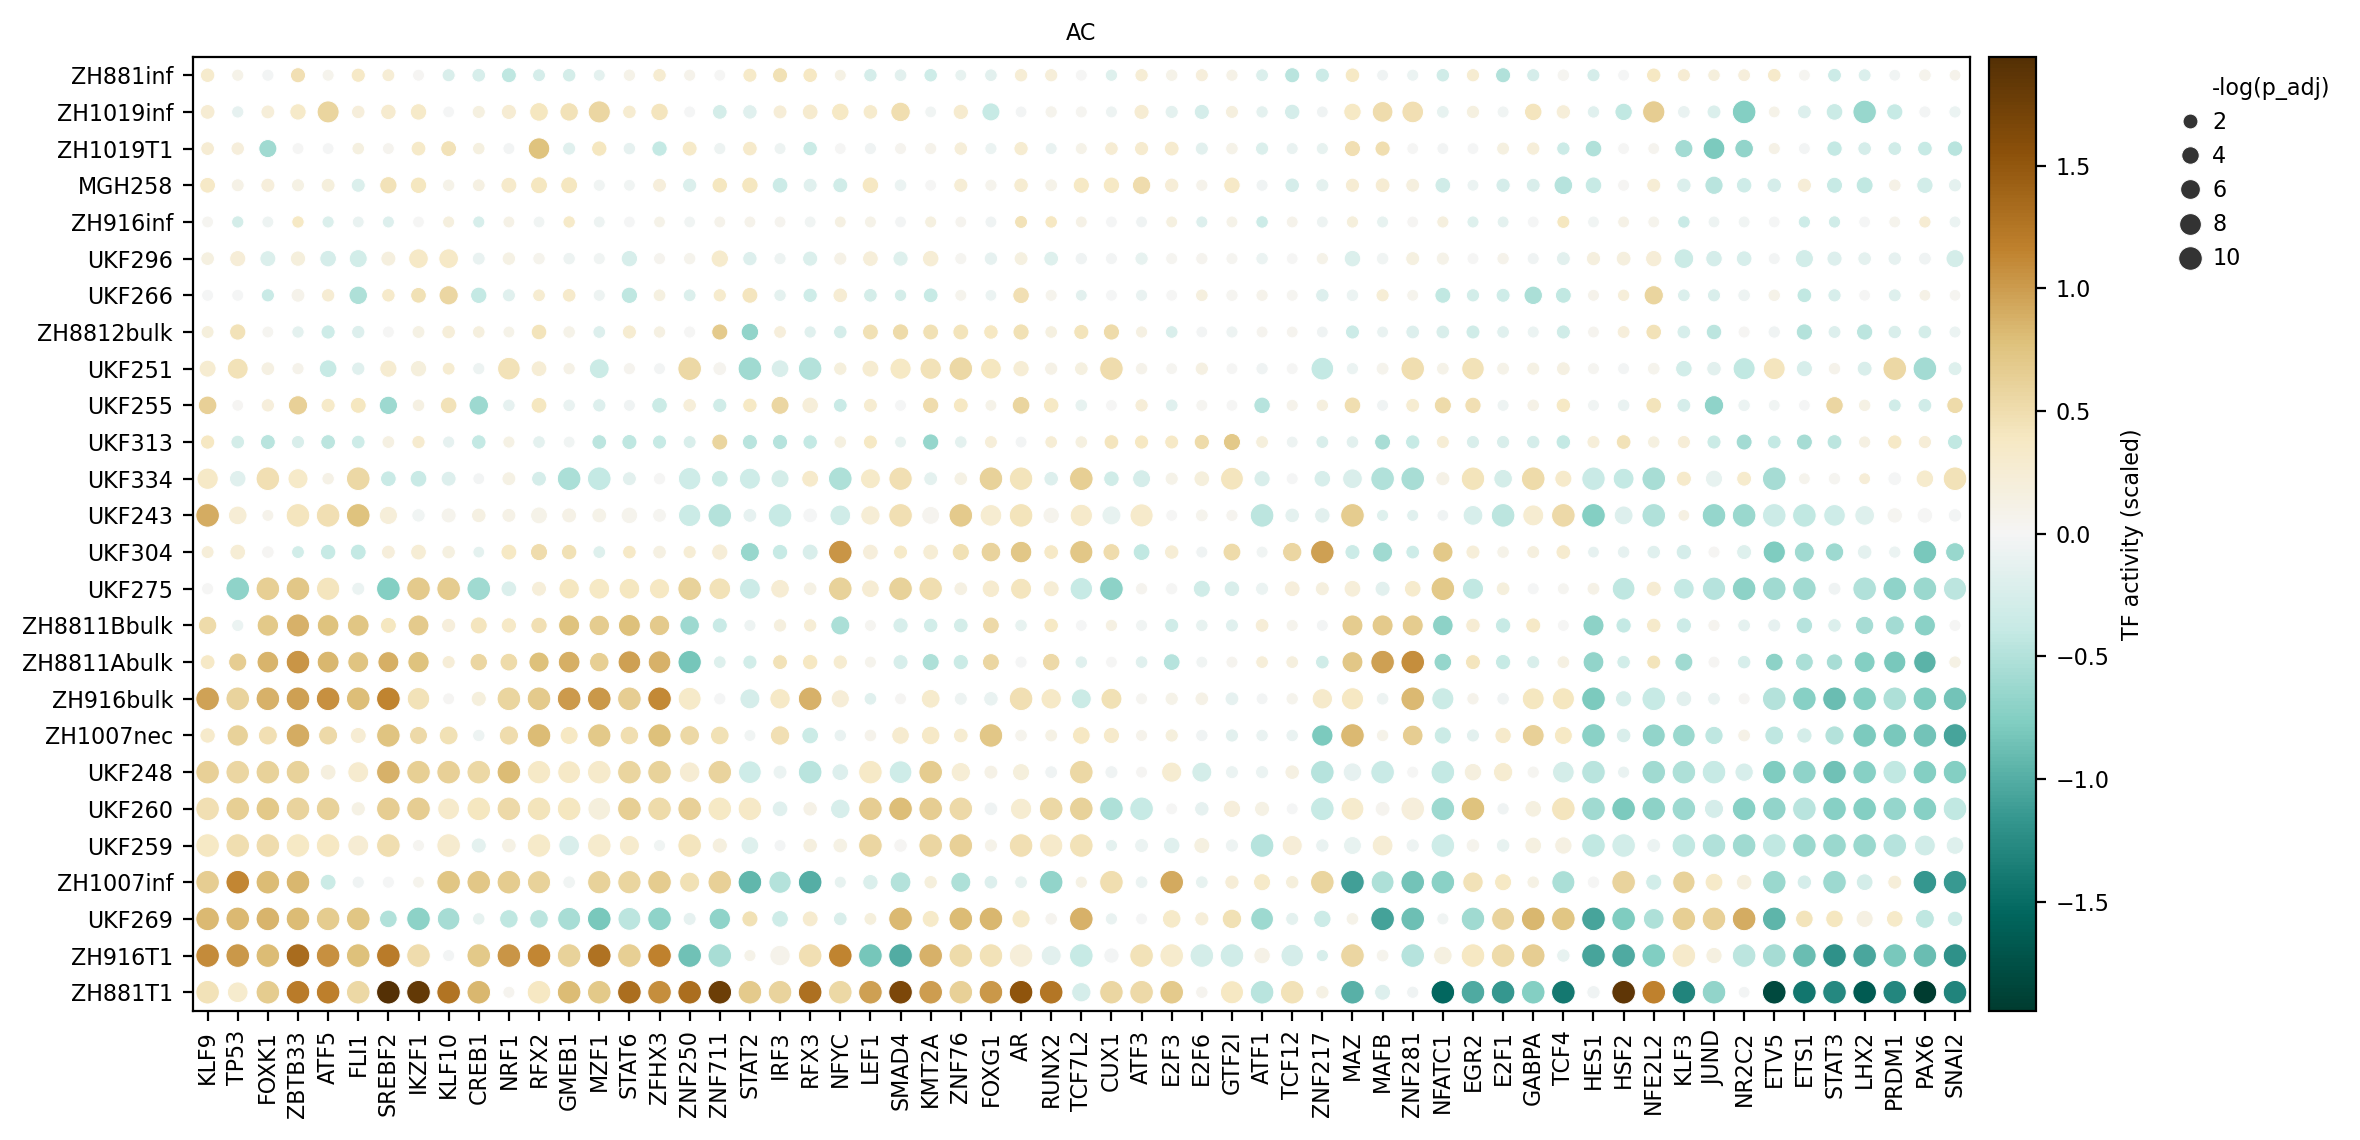 AC
ZH881inf
ZH1019inf
ZH1019T1
MGH258
ZH916inf
UKF296
UKF266
ZH8812bulk
UKF251
UKF255
UKF313
UKF334
UKF243
UKF304
UKF275
ZH8811Bbulk
ZH8811Abulk
ZH916bulk
ZH1007nec
UKF248
UKF260
UKF259
ZH1007inf
UKF269
ZH916T1
ZH881T1
KLF9
TP53
FOXK1
ZBTB33
ATF5
FLI1
SREBF2
IKZF1
KLF10
CREB1
NRF1
RFX2
GMEB1
MZF1
STAT6
ZFHX3
ZNF250
ZNF711
STAT2
IRF3
RFX3
NFYC
LEF1
SMAD4
KMT2A
ZNF76
FOXG1
AR
RUNX2
TCF7L2
CUX1
ATF3
E2F3
E2F6
GTF2I
ATF1
TCF12
ZNF217
MAZ
MAFB
ZNF281
NFATC1
EGR2
E2F1
GABPA
TCF4
HES1
HSF2
NFE2L2
KLF3
JUND
NR2C2
ETV5
ETS1
STAT3
LHX2
PRDM1
PAX6
SNAI2
1.5
1.0
0.5
0.0
−0.5
−1.0
−1.5
TF activity (scaled)
-log(p_adj)
2
4
6
8
10